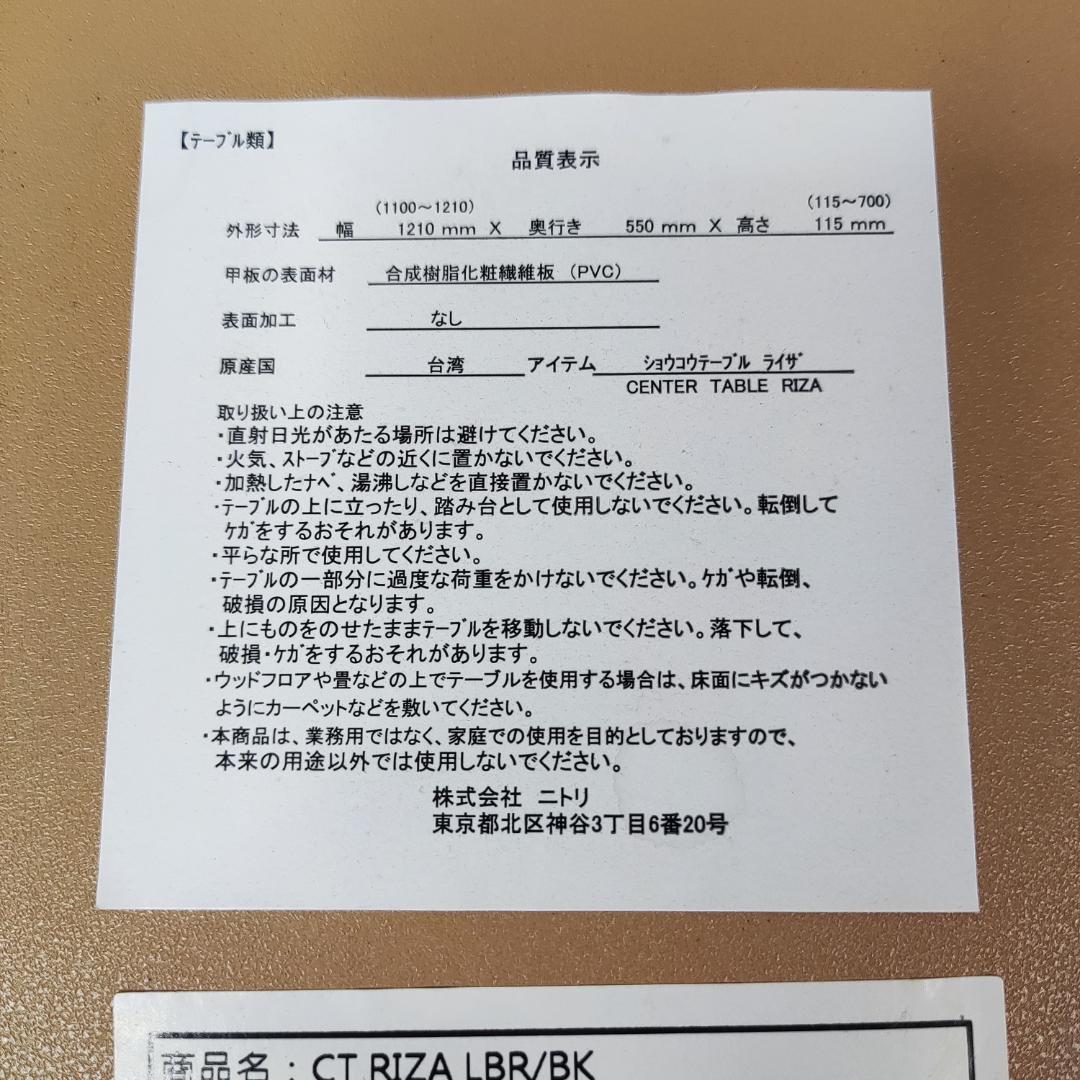 【ﾃｰﾌﾞﾙ類】
品質表示
(1100～1210) (115～700)
外形寸法 幅 1210 mm X 奥行き 550 mm X 高さ 115 mm
甲板の表面材 合成樹脂化粧繊維板 (PVC)
表面加工 なし
原産国 台湾 アイテム ｼｮｳｺｳﾃｰﾌﾞﾙ ﾗｲｻﾞ
CENTER TABLE RIZA
取り扱い上の注意
・直射日光があたる場所は避けてください。
・火気、ｽﾄｰﾌﾞなどの近くに置かないでください。
・加熱したﾅﾍﾞ、湯沸しなどを直接置かないでください。
・ﾃｰﾌﾞﾙの上に立ったり、踏み台として使用しないでください。転倒して
ｹｶﾞをするおそれがあります。
・平らな所で使用してください。
・ﾃｰﾌﾞﾙの一部分に過度な荷重をかけないでください。ｹｶﾞや転倒、
破損の原因となります。
・上にものをのせたままﾃｰﾌﾞﾙを移動しないでください。落下して、
破損・ｹｶﾞをするおそれがあります。
・ウッドフロアや畳などの上でテーブルを使用する場合は、床面にキズがつかない
ようにカーペットなどを敷いてください。
・本商品は、業務用ではなく、家庭での使用を目的としておりますので、
本来の用途以外では使用しないでください。
株式会社 ニトリ
東京都北区神谷3丁目6番20号
商品名：CT RIZA LBR/BK